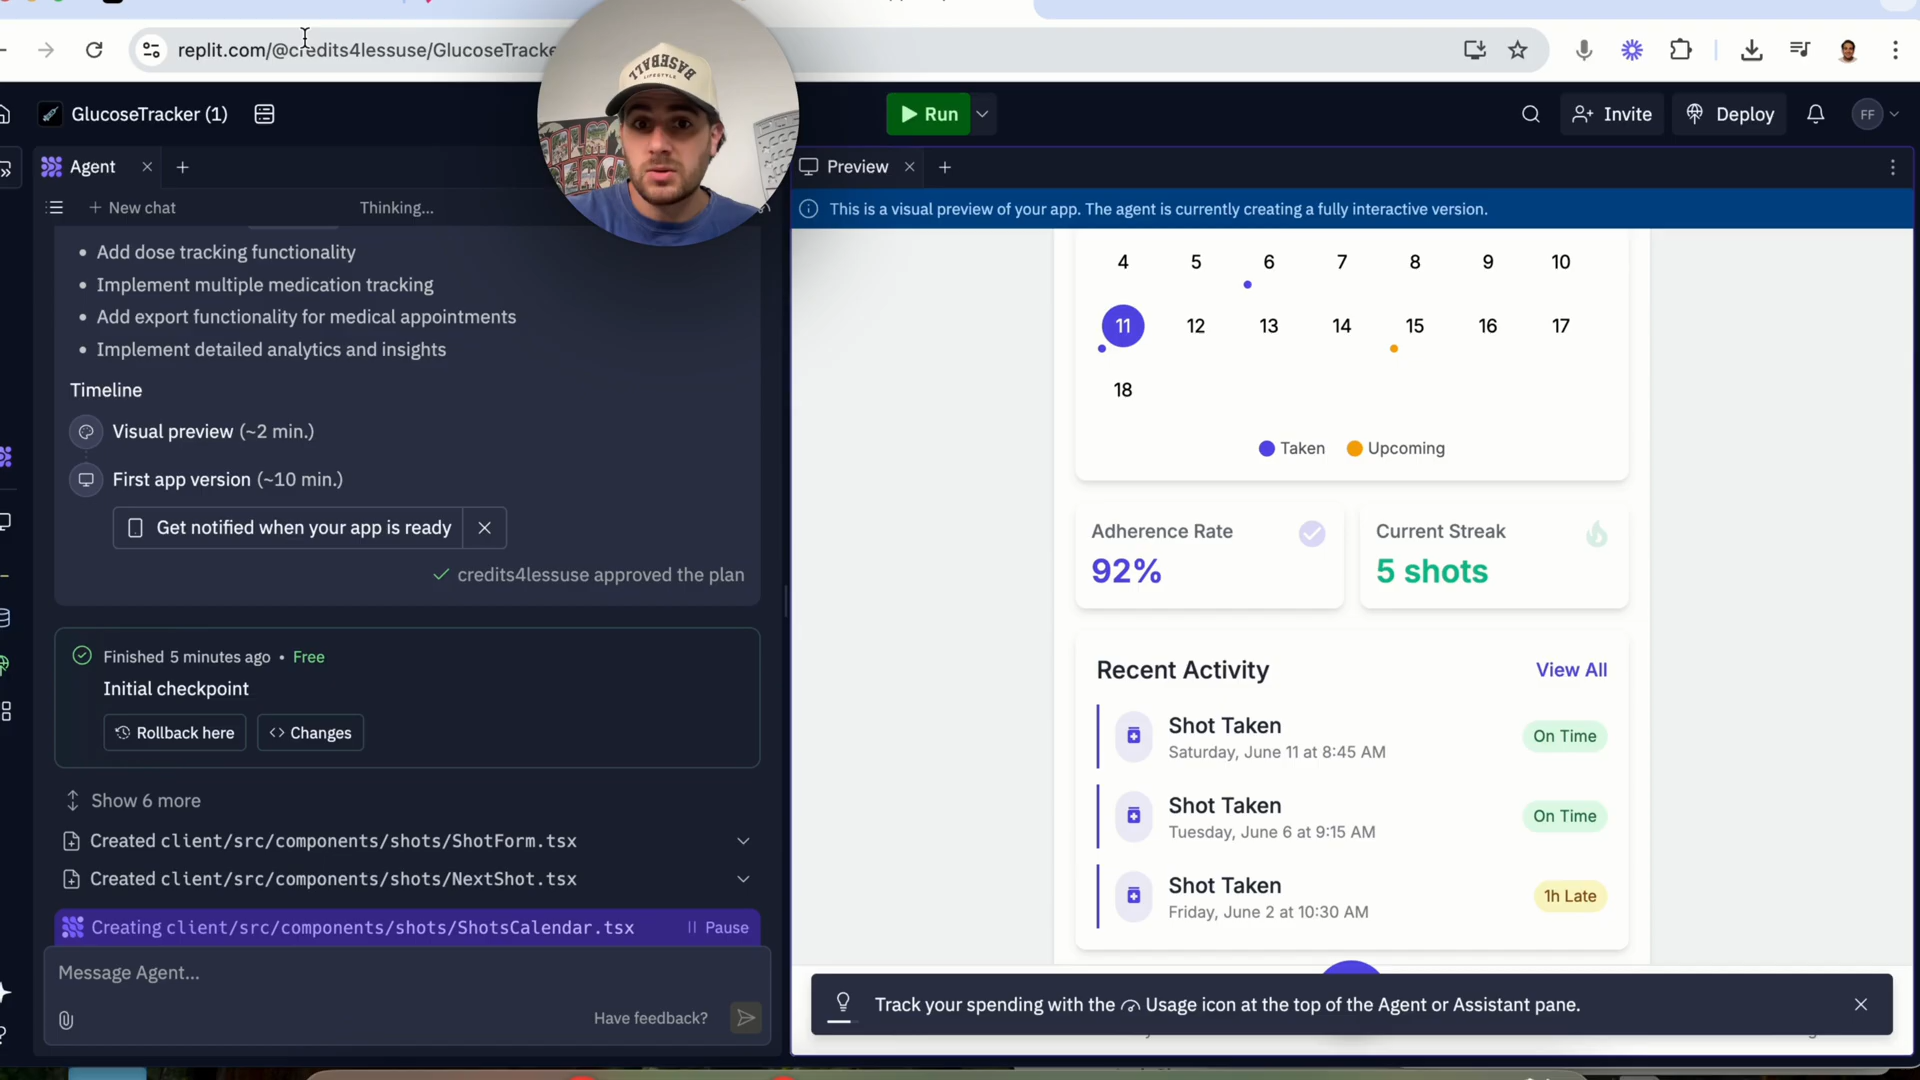 replit.com/@credits4lessuse/GlucoseTracke
GlucoseTracker (1)
Run
Invite
Deploy
FF
Agent
Preview
New chat
Thinking...
BASEBALL
LIFESTYLE
This is a visual preview of your app. The agent is currently creating a fully interactive version.
Add dose tracking functionality
Implement multiple medication tracking
Add export functionality for medical appointments
Implement detailed analytics and insights
Timeline
Visual preview (~2 min.)
First app version (~10 min.)
Get notified when your app is ready
credits4lessuse approved the plan
Finished 5 minutes ago • Free
Initial checkpoint
Rollback here
Changes
Show 6 more
Created client/src/components/shots/ShotForm.tsx
Created client/src/components/shots/NextShot.tsx
Creating client/src/components/shots/ShotsCalendar.tsx
Pause
Message Agent...
Have feedback?
4 5 6 7 8 9 10
11 12 13 14 15 16 17
18
Taken Upcoming
Adherence Rate
92%
Current Streak
5 shots
Recent Activity
View All
Shot Taken
Saturday, June 11 at 8:45 AM
On Time
Shot Taken
Tuesday, June 6 at 9:15 AM
On Time
Shot Taken
Friday, June 2 at 10:30 AM
1h Late
Track your spending with the Usage icon at the top of the Agent or Assistant pane.